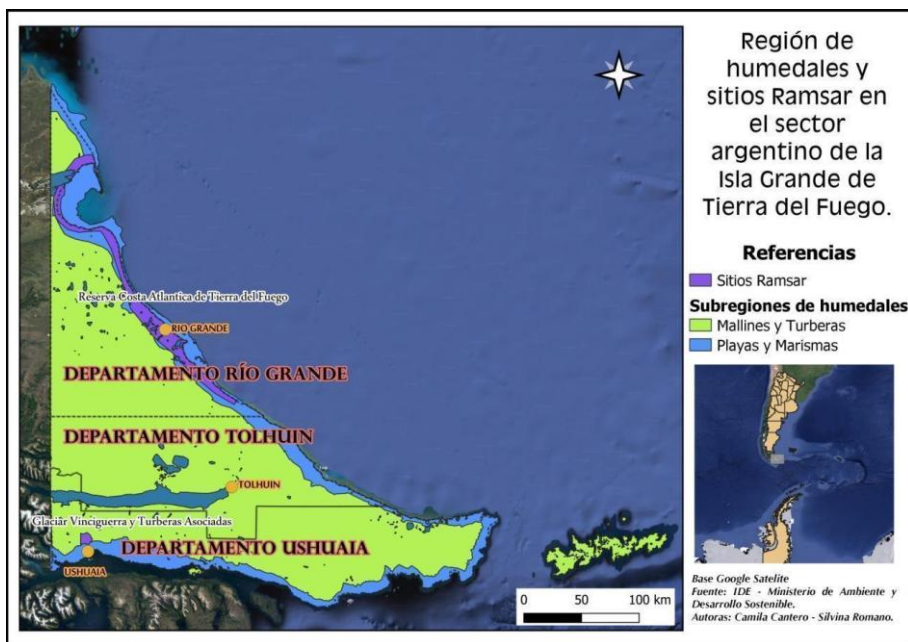 Región de
humedales y
sitios Ramsar en
el sector
argentino de la
Isla Grande de
Tierra del Fuego.
Referencias
Sitios Ramsar
Subregiones de humedales
Mallines y Turberas
Playas y Marismas
Reserva Costa Atlantica de Tierra del Fuego
RIO GRANDE
DEPARTAMENTO RÍO GRANDE
DEPARTAMENTO TOLHUIN
TOLHUIN
Glaciar Vinciguerra y Turberas Asociadas
DEPARTAMENTO USHUAIA
USHUAIA
0 50 100 km
Base Google Satelite
Fuente: IDE - Ministerio de Ambiente y
Desarrollo Sostenible.
Autoras: Camila Cantero - Silvina Romano.